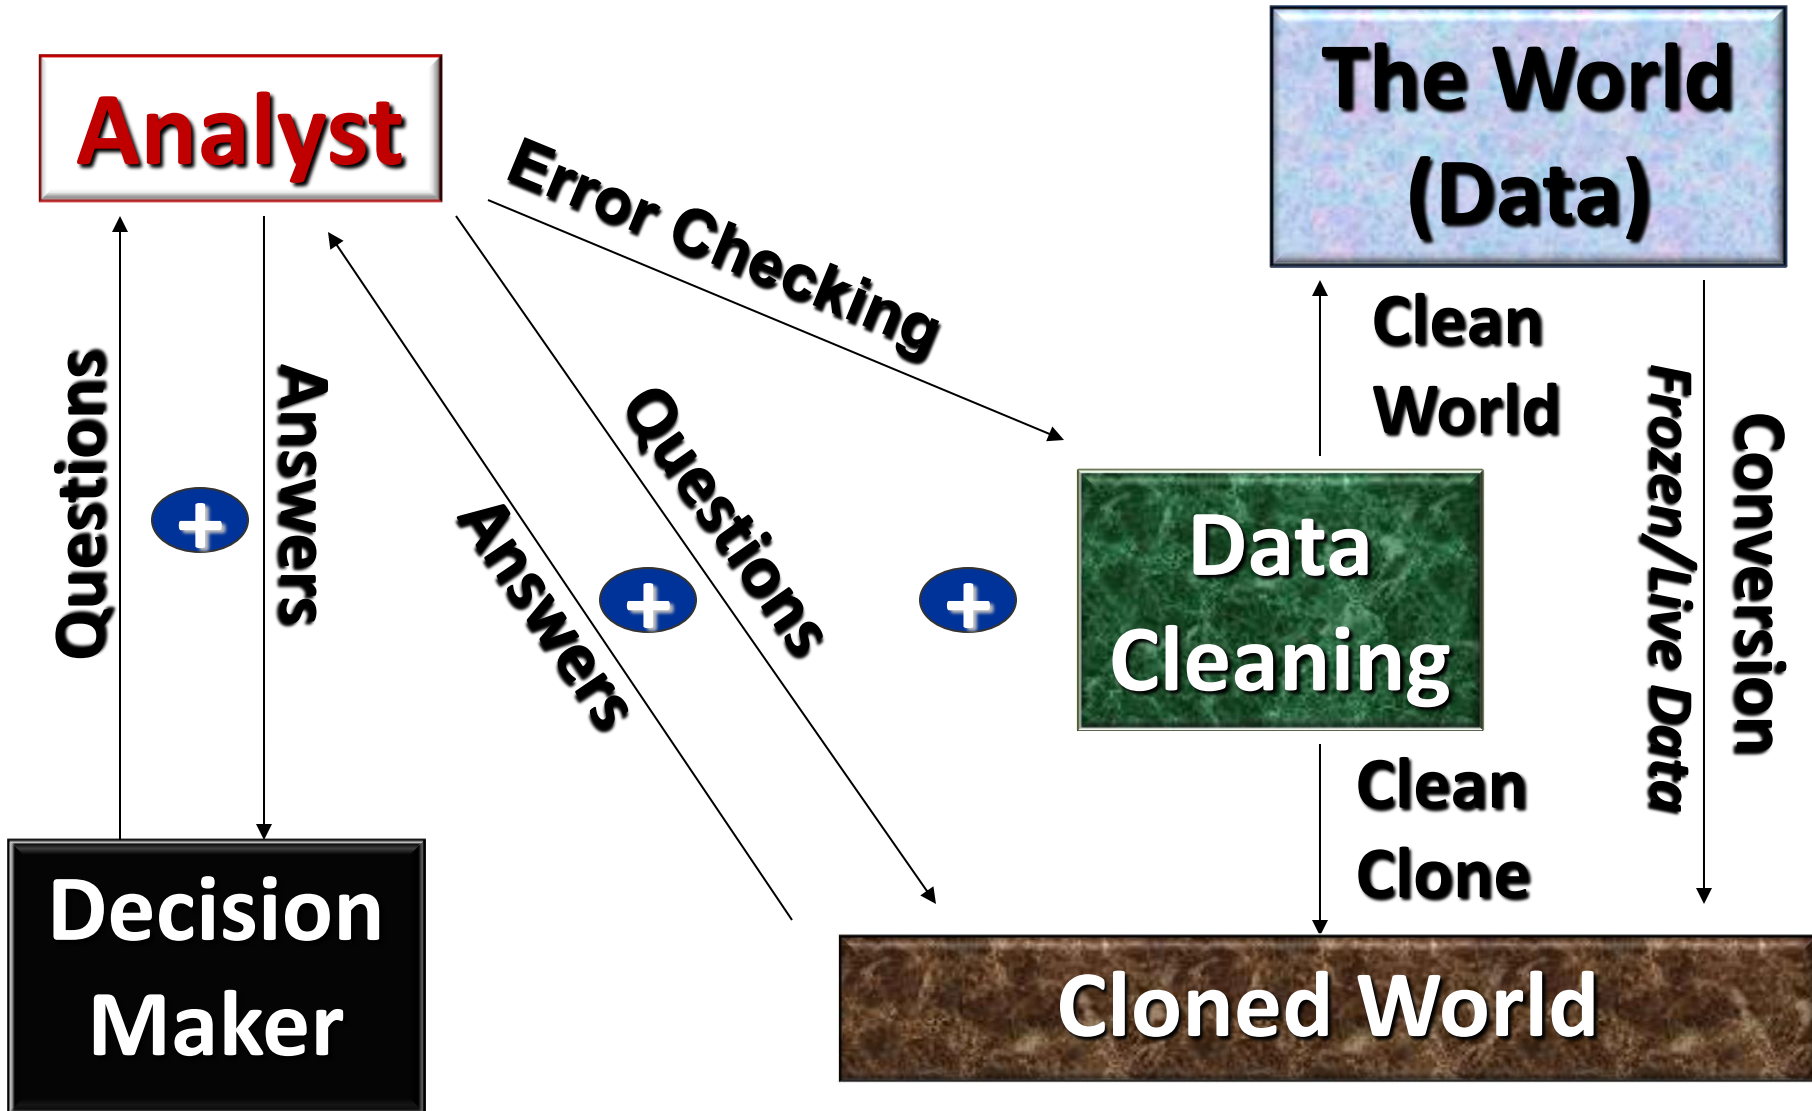 Analyst
The World
(Data)
Error Checking
Clean
World
Questions
Answers
Questions
Answers
Frozen/Live Data
Conversion
+
+
+
Data
Cleaning
Clean
Clone
Decision
Maker
Cloned World